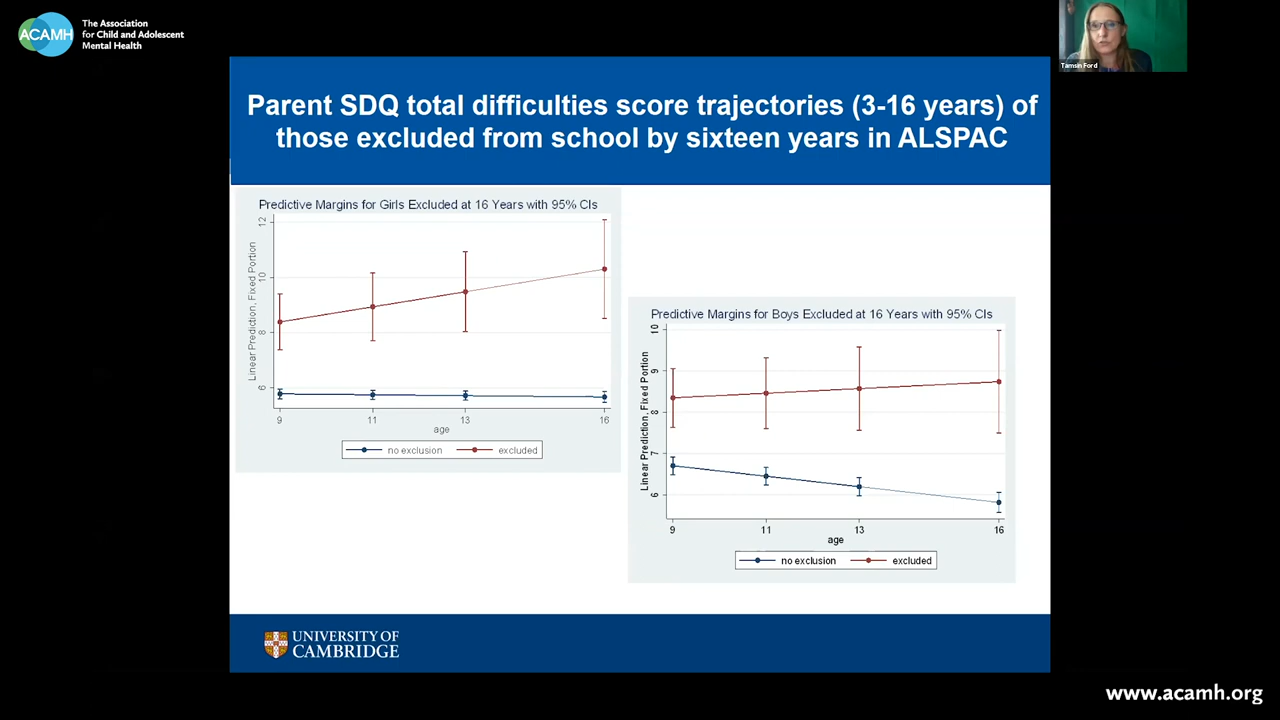 ACAMH
The Association
for Child and Adolescent
Mental Health
Tamsin Ford
Parent SDQ total difficulties score trajectories (3-16 years) of
those excluded from school by sixteen years in ALSPAC
Predictive Margins for Girls Excluded at 16 Years with 95% CIs
Linear Prediction, Fixed Portion
12
10
8
6
9 11 13 16
age
no exclusion excluded
Predictive Margins for Boys Excluded at 16 Years with 95% CIs
Linear Prediction, Fixed Portion
10
9
8
7
6
9 11 13 16
age
no exclusion excluded
UNIVERSITY OF
CAMBRIDGE
www.acamh.org